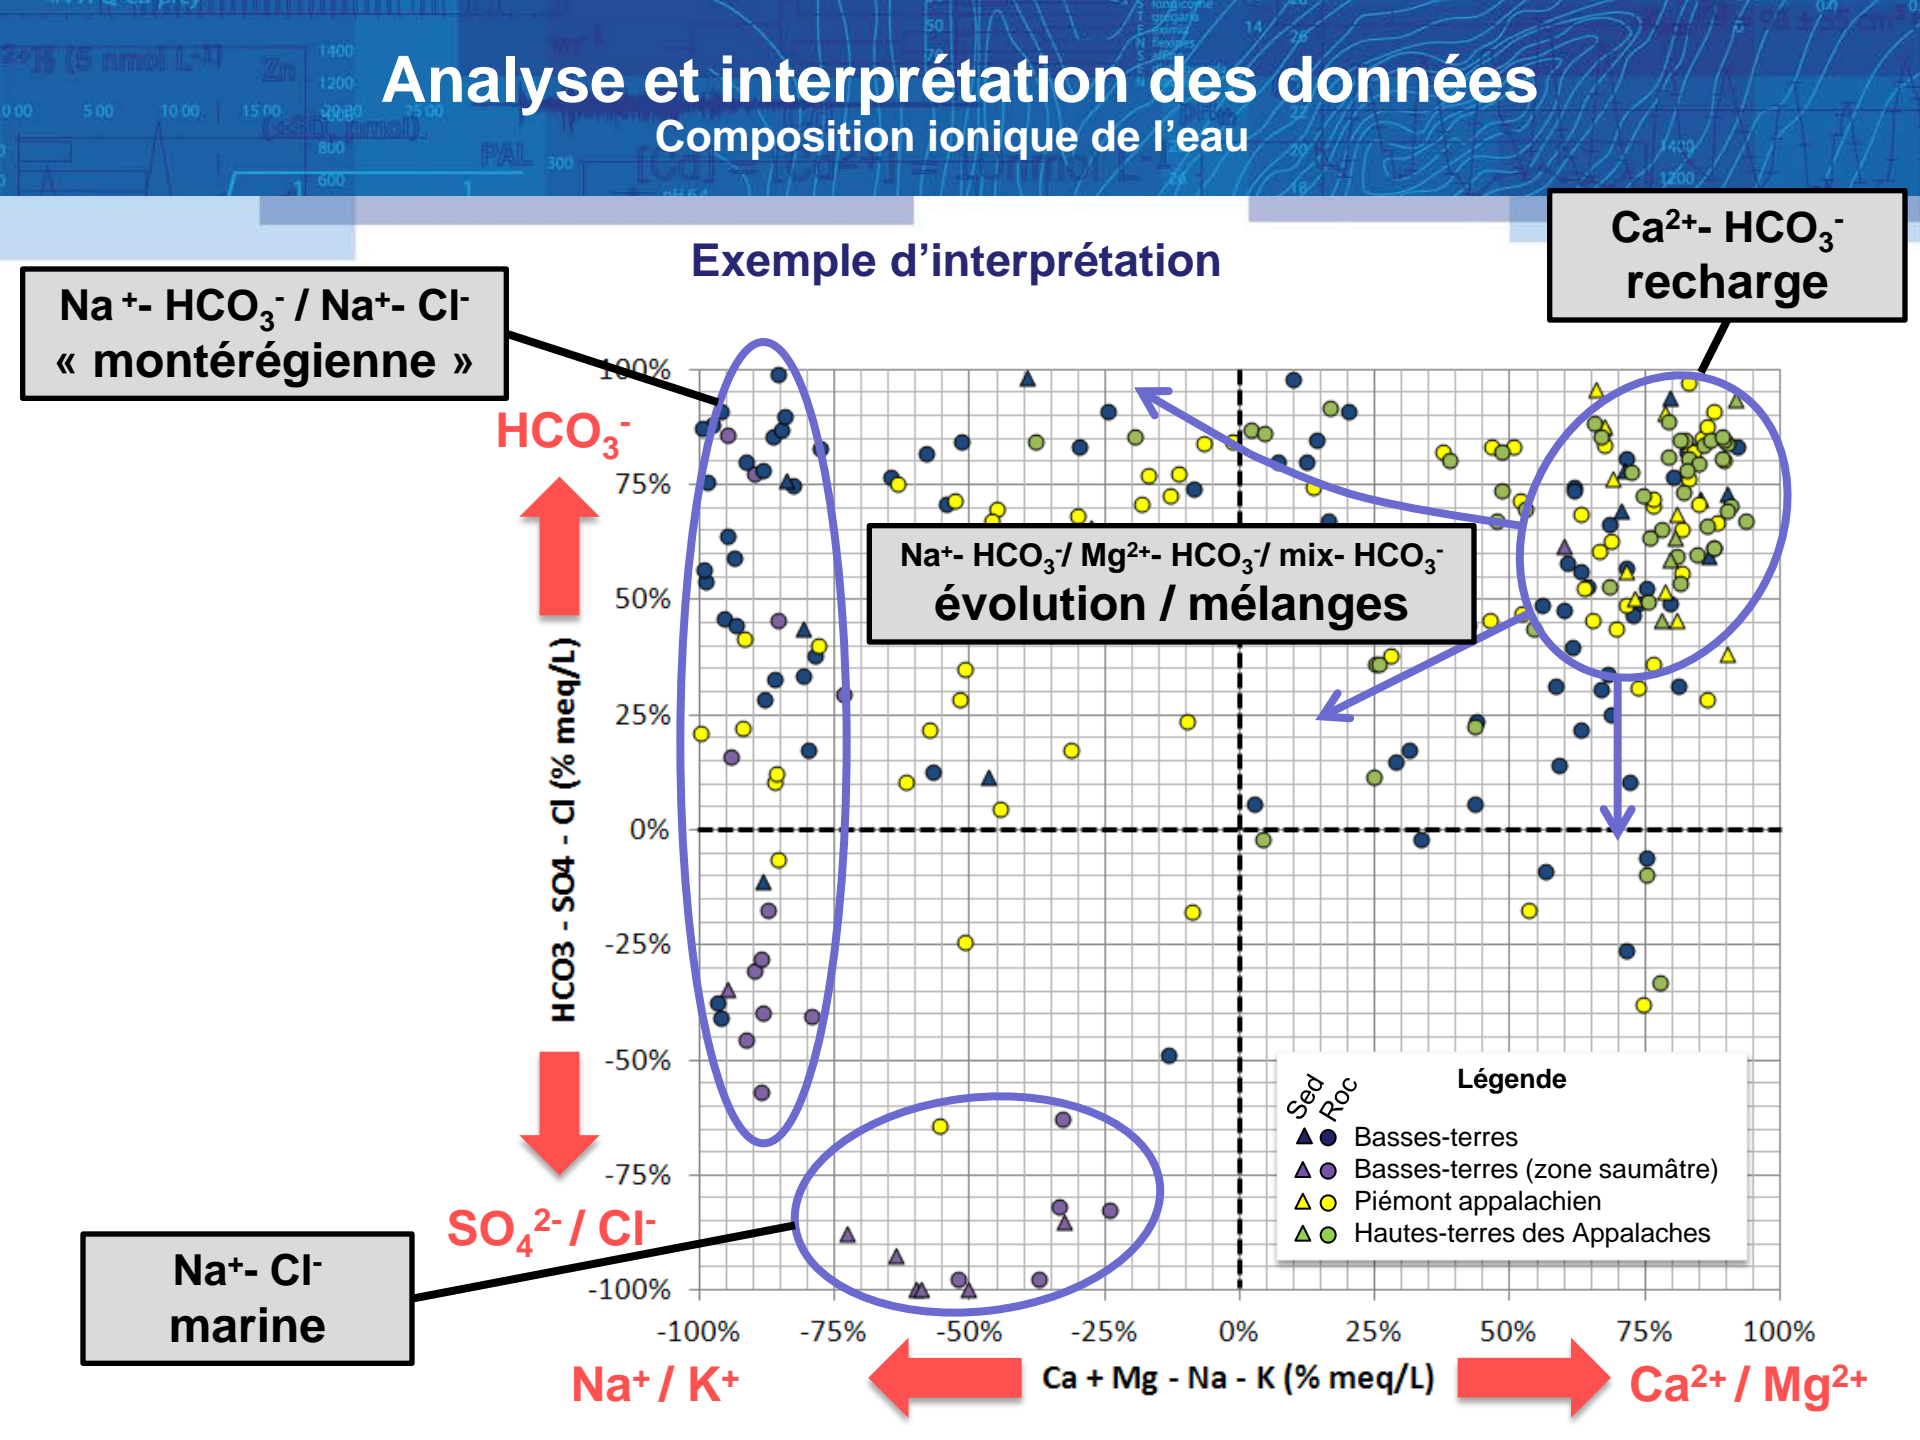 Analyse et interprétation des données
Composition ionique de l'eau
Exemple d'interprétation
Ca²⁺- HCO₃⁻
recharge
Na⁺- HCO₃⁻ / Na⁺- Cl⁻
« montérégienne »
HCO₃⁻
Na⁺- HCO₃⁻/ Mg²⁺- HCO₃⁻/ mix- HCO₃⁻
évolution / mélanges
100%
75%
50%
25%
0%
-25%
-50%
-75%
-100%
HCO3 - SO4 - Cl (% meq/L)
SO₄²⁻ / Cl⁻
Na⁺- Cl⁻
marine
Légende
Sed
Roc
Basses-terres
Basses-terres (zone saumâtre)
Piémont appalachien
Hautes-terres des Appalaches
-100%
-75%
-50%
-25%
0%
25%
50%
75%
100%
Na⁺ / K⁺
Ca + Mg - Na - K (% meq/L)
Ca²⁺ / Mg²⁺